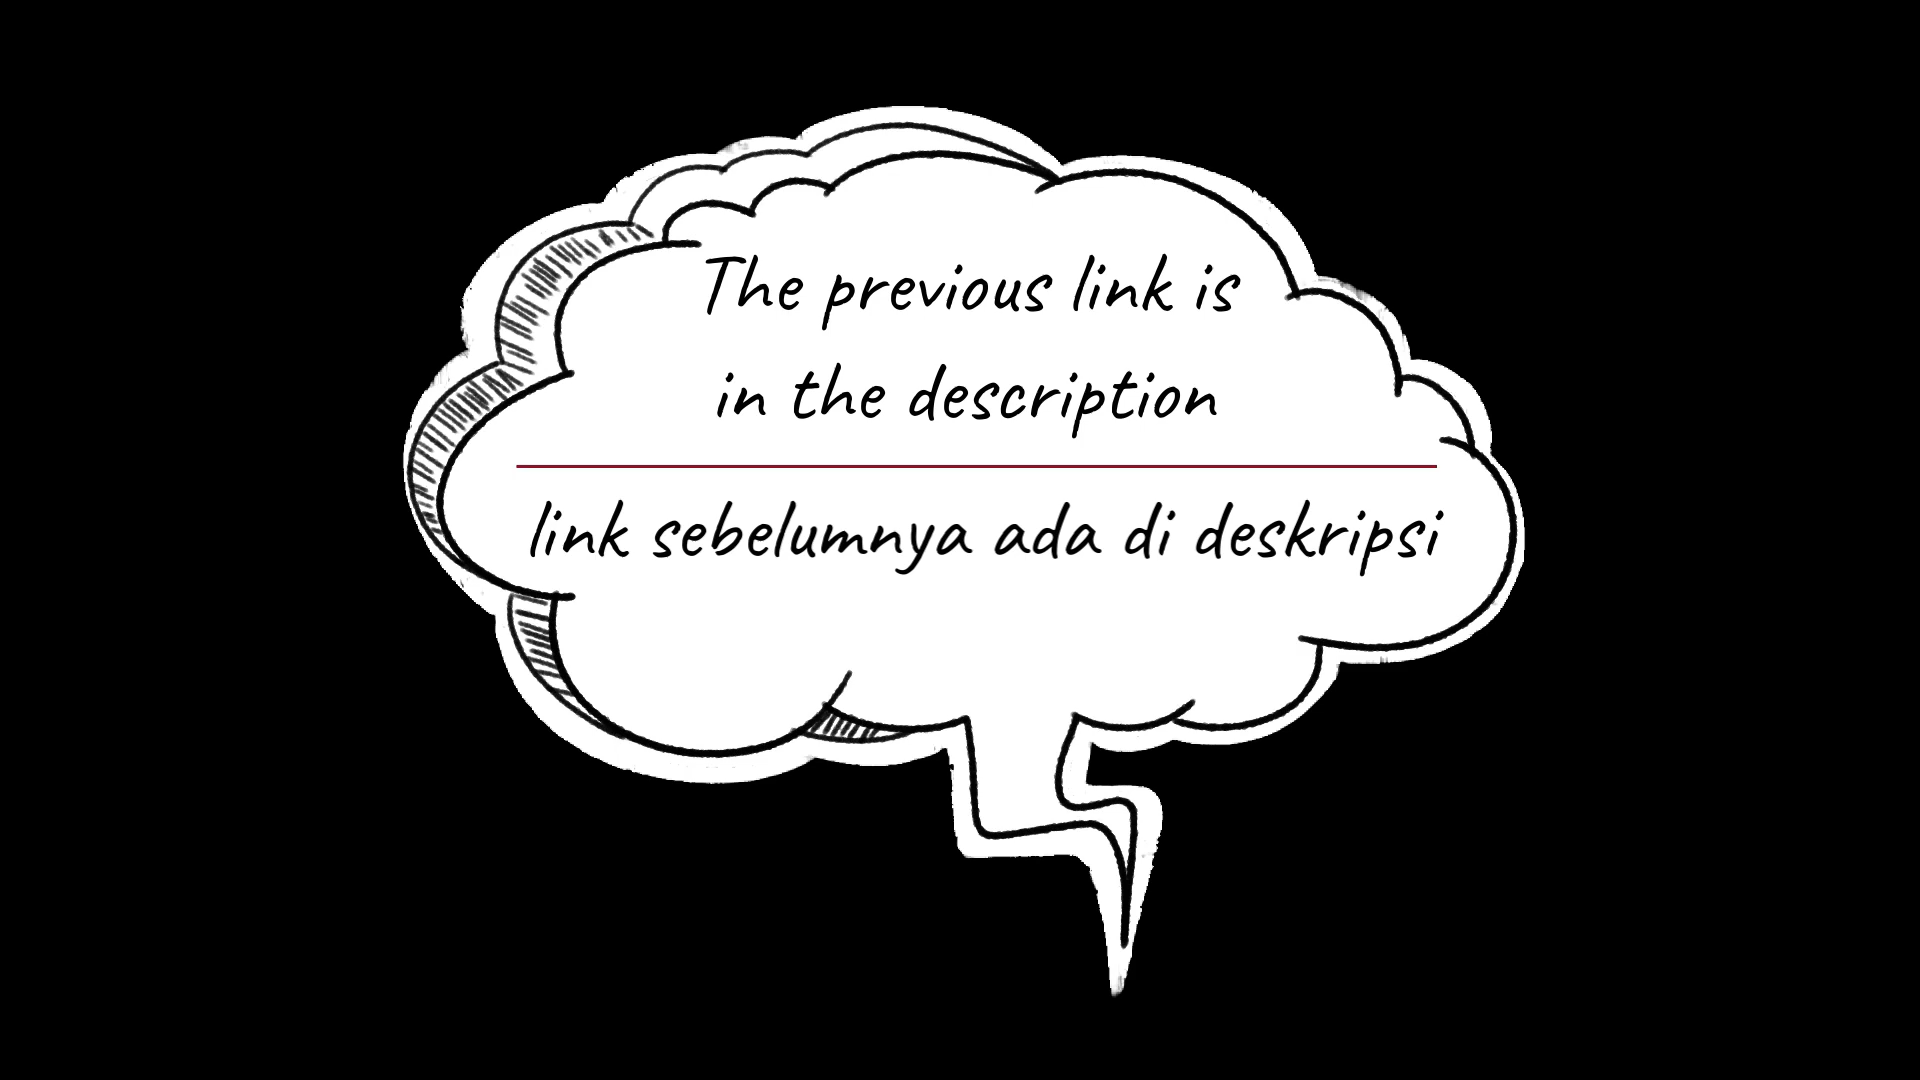 The previous link is
in the description
link sebelumnya ada di deskripsi